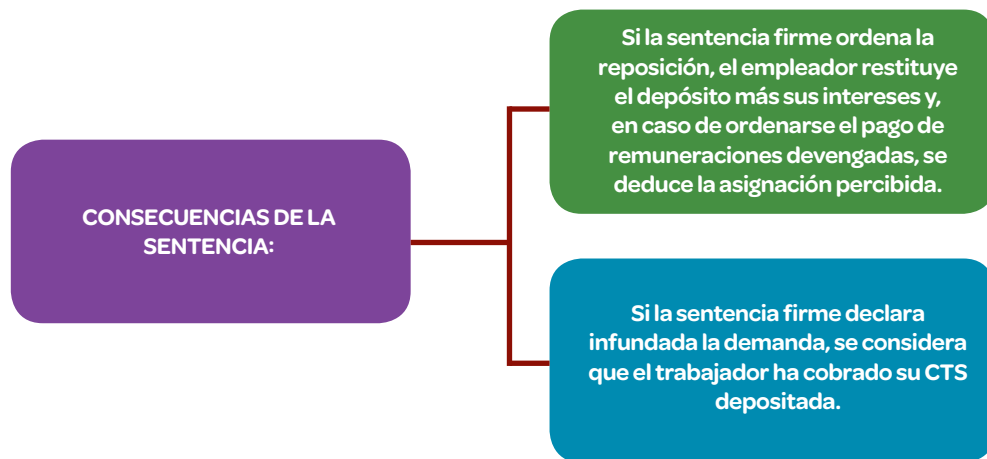 CONSECUENCIAS DE LA
SENTENCIA:
Si la sentencia firme ordena la
reposición, el empleador restituye
el depósito más sus intereses y,
en caso de ordenarse el pago de
remuneraciones devengadas, se
deduce la asignación percibida.
Si la sentencia firme declara
infundada la demanda, se considera
que el trabajador ha cobrado su CTS
depositada.